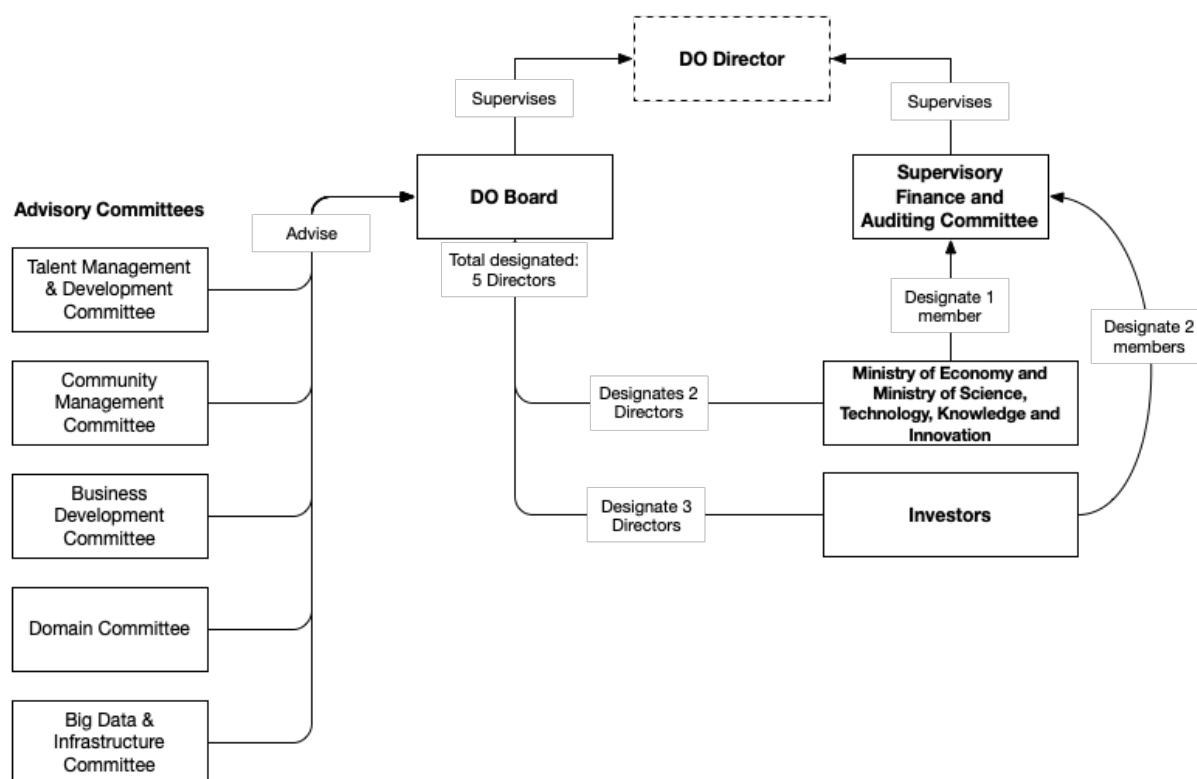 DO Director
Supervises
Supervises
DO Board
Supervisory
Finance and
Auditing Committee
Advisory Committees
Advise
Total designated:
5 Directors
Talent Management
& Development
Committee
Designate 1
member
Designate 2
members
Community
Management
Committee
Designates 2
Directors
Ministry of Economy and
Ministry of Science,
Technology, Knowledge and
Innovation
Business
Development
Committee
Designate 3
Directors
Investors
Domain Committee
Big Data &
Infrastructure
Committee